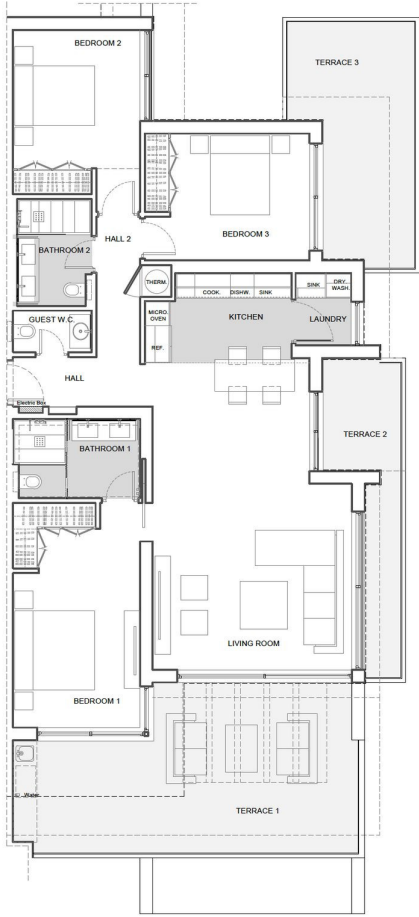 BEDROOM 2
TERRACE 3
BEDROOM 3
HALL 2
BATHROOM 2
THERM.
COOK. DISHW. SINK
SINK
DRY.
WASH.
MICRO.
OVEN
KITCHEN
LAUNDRY
GUEST W.C.
REF.
HALL
Electric Box
TERRACE 2
BATHROOM 1
LIVING ROOM
BEDROOM 1
Water
TERRACE 1